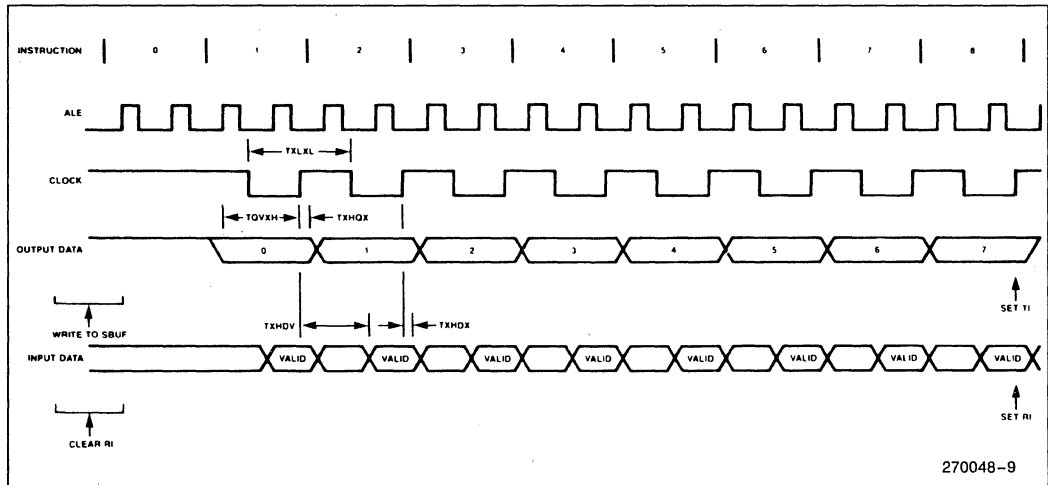 INSTRUCTION | 0 | 1 | 2 | 3 | 4 | 5 | 6 | 7 | 8 |
ALE
TXLXL
CLOCK
TQVXH TXHQX
OUTPUT DATA 0 1 2 3 4 5 6 7
WRITE TO SBUF
SET TI
TXHDV TXHDX
INPUT DATA VALID VALID VALID VALID VALID VALID VALID VALID
CLEAR RI
SET RI
270048-9